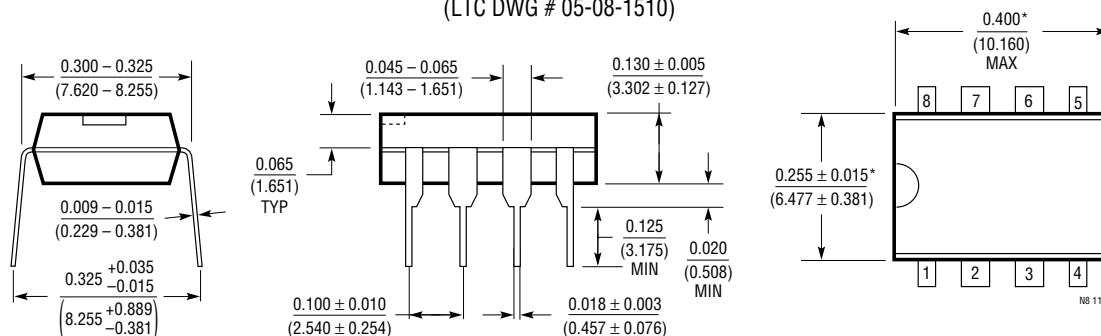 (LTC DWG # 05-08-1510)
0.300 – 0.325
(7.620 – 8.255)
0.009 – 0.015
(0.229 – 0.381)
0.325 +0.035 –0.015
(8.255 +0.889 –0.381)
0.045 – 0.065
(1.143 – 1.651)
0.130 ± 0.005
(3.302 ± 0.127)
0.065
(1.651)
TYP
0.125
(3.175)
MIN
0.020
(0.508)
MIN
0.100 ± 0.010
(2.540 ± 0.254)
0.018 ± 0.003
(0.457 ± 0.076)
0.400*
(10.160)
MAX
8 7 6 5
0.255 ± 0.015*
(6.477 ± 0.381)
1 2 3 4
N8